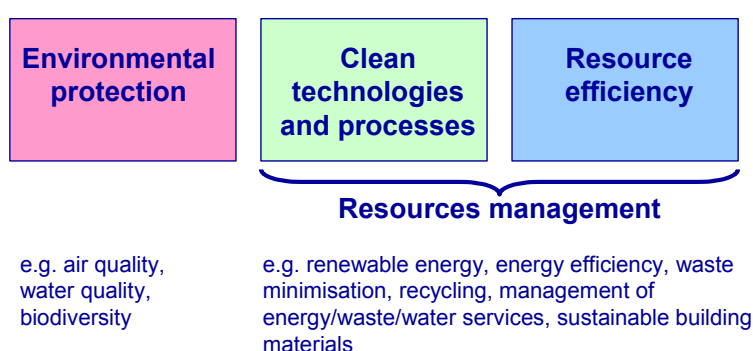 Environmental
protection
Clean
technologies
and processes
Resource
efficiency
Resources management
e.g. air quality,
water quality,
biodiversity
e.g. renewable energy, energy efficiency, waste
minimisation, recycling, management of
energy/waste/water services, sustainable building
materials